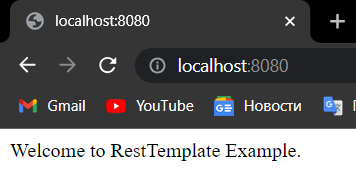 localhost:8080
localhost:8080
Gmail YouTube Новости
Welcome to RestTemplate Example.